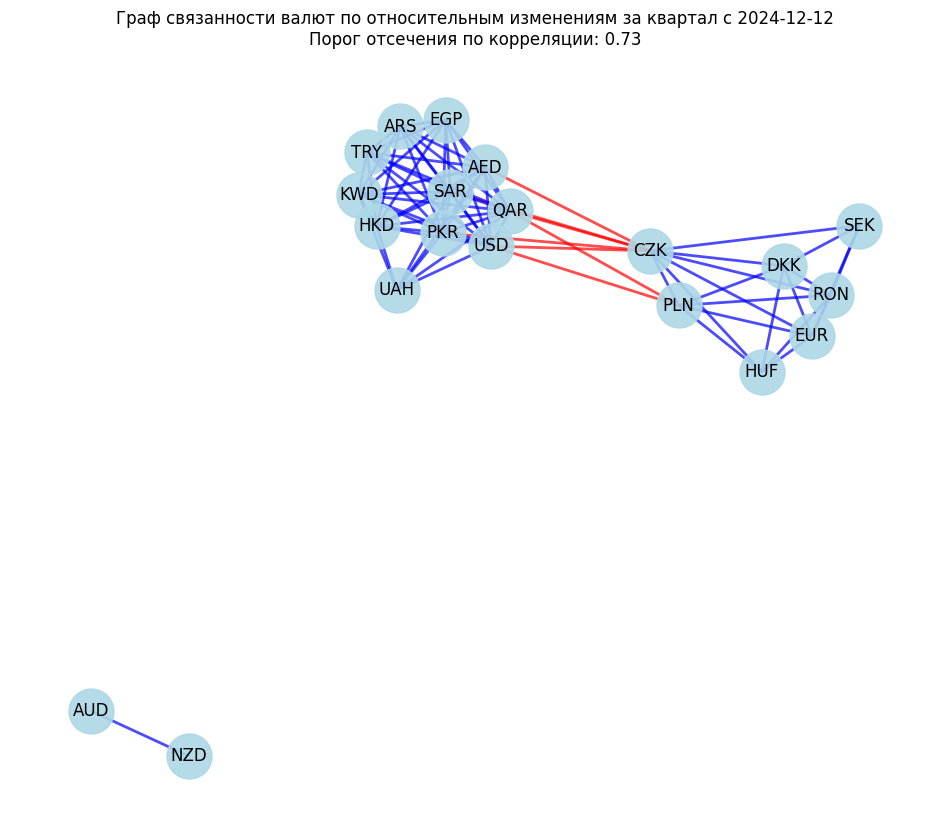 Граф связанности валют по относительным изменениям за квартал с 2024-12-12
Порог отсечения по корреляции: 0.73
EGP
ARS
TRY
AED
SAR
KWD
QAR
HKD
PKR
USD
UAH
CZK
SEK
DKK
RON
PLN
EUR
HUF
AUD
NZD